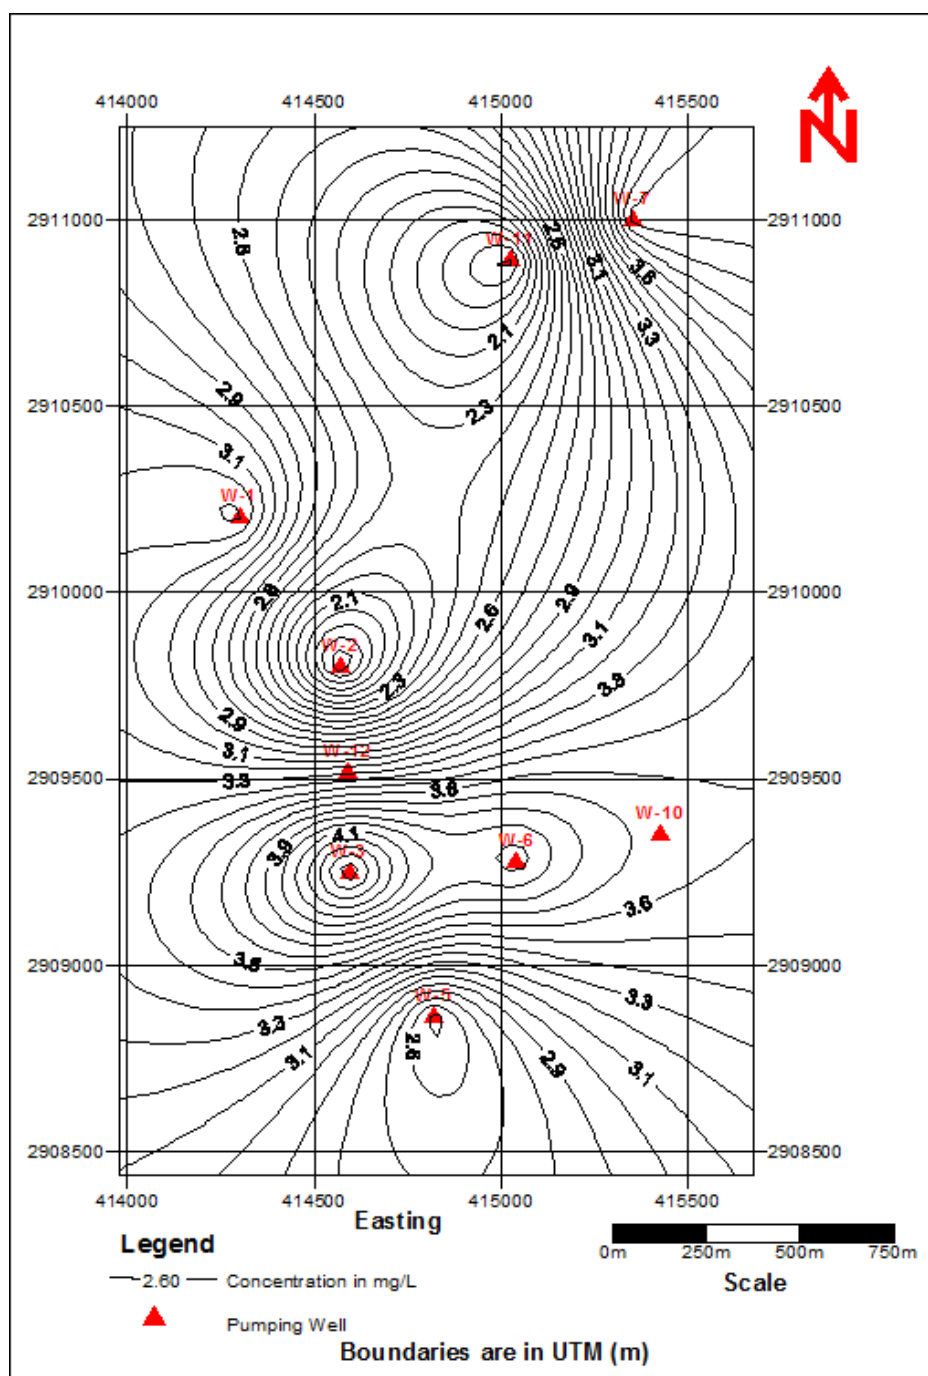 414000 414500 415000 415500
N
W-7
2911000 2911000
2.6
W-11
2.8
3.1
3.6
3.3
2.1
2.9
2.3
2910500 2910500
3.1
W-1
2910000 2910000
2.8
2.1
2.9
2.6
3.1
W-2
2.3
3.3
2.9
3.1
W-12
2909500 2909500
3.3
3.6
W-10
4.1
3.9
W-3
W-6
3.6
3.6
2909000 2909000
3.3
W-5
3.3
2.6
3.1
2.9
3.1
2908500 2908500
414000 414500 415000 415500
Easting
Legend
0m 250m 500m 750m
2.60 Concentration in mg/L
Scale
Pumping Well
Boundaries are in UTM (m)